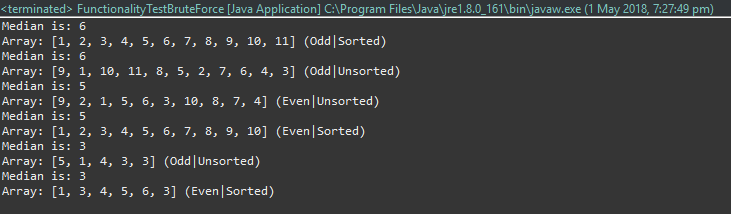 <terminated> FunctionalityTestBruteForce [Java Application] C:\Program Files\Java\jre1.8.0_161\bin\javaw.exe (1 May 2018, 7:27:49 pm)
Median is: 6
Array: [1, 2, 3, 4, 5, 6, 7, 8, 9, 10, 11] (Odd|Sorted)
Median is: 6
Array: [9, 1, 10, 11, 8, 5, 2, 7, 6, 4, 3] (Odd|Unsorted)
Median is: 5
Array: [9, 2, 1, 5, 6, 3, 10, 8, 7, 4] (Even|Unsorted)
Median is: 5
Array: [1, 2, 3, 4, 5, 6, 7, 8, 9, 10] (Even|Sorted)
Median is: 3
Array: [5, 1, 4, 3, 3] (Odd|Unsorted)
Median is: 3
Array: [1, 3, 4, 5, 6, 3] (Even|Sorted)